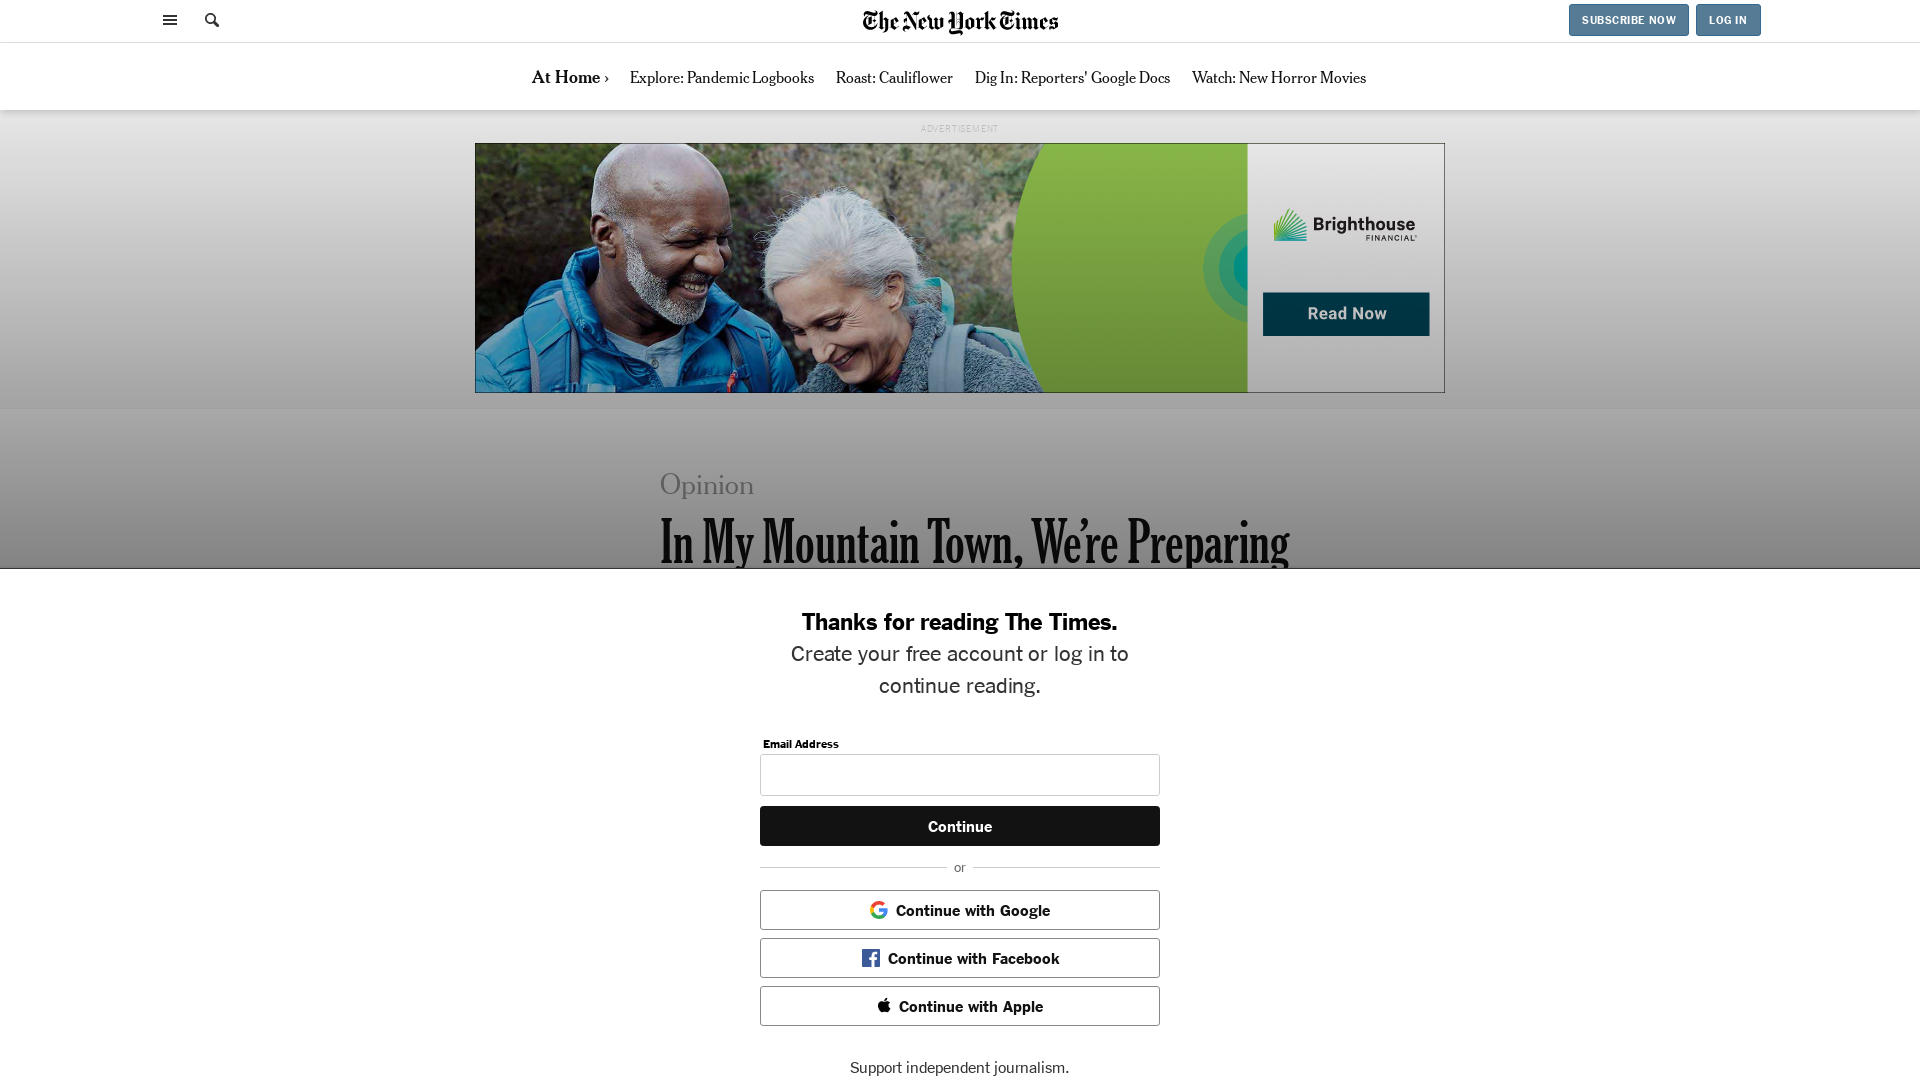 The New York Times
SUBSCRIBE NOW
LOG IN
At Home ›
Explore: Pandemic Logbooks
Roast: Cauliflower
Dig In: Reporters' Google Docs
Watch: New Horror Movies
ADVERTISEMENT
Brighthouse
FINANCIAL
Read Now
Opinion
In My Mountain Town, We’re Preparing
Thanks for reading The Times.
Create your free account or log in to
continue reading.
Email Address
Continue
or
Continue with Google
Continue with Facebook
Continue with Apple
Support independent journalism.